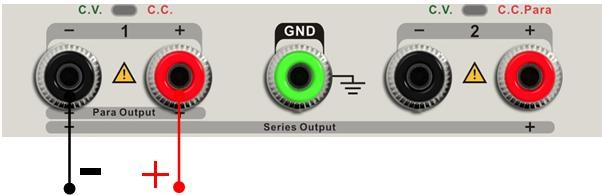 C.V. C.C. C.V. C.C.Para
− 1 + GND − 2 +
Para Output
− Series Output +
− +